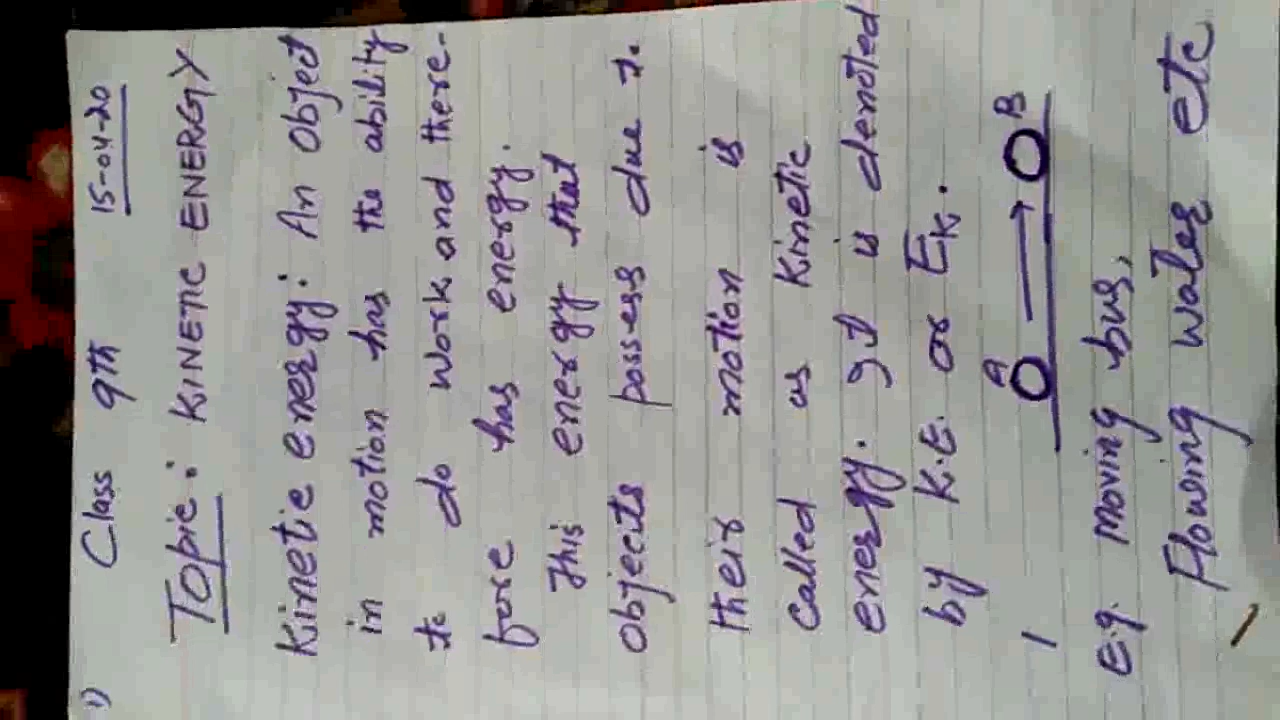 1) Class 9th 15-04-20
Topic: KINETIC ENERGY
Kinetic energy: An Object
in motion has the ability
to do work and there-
fore has energy.
This energy that
objects possess due to
their motion is
called as Kinetic
energy. It is denoted
by K.E. or EK.
A B
E.g. Moving bus,
Flowing water etc